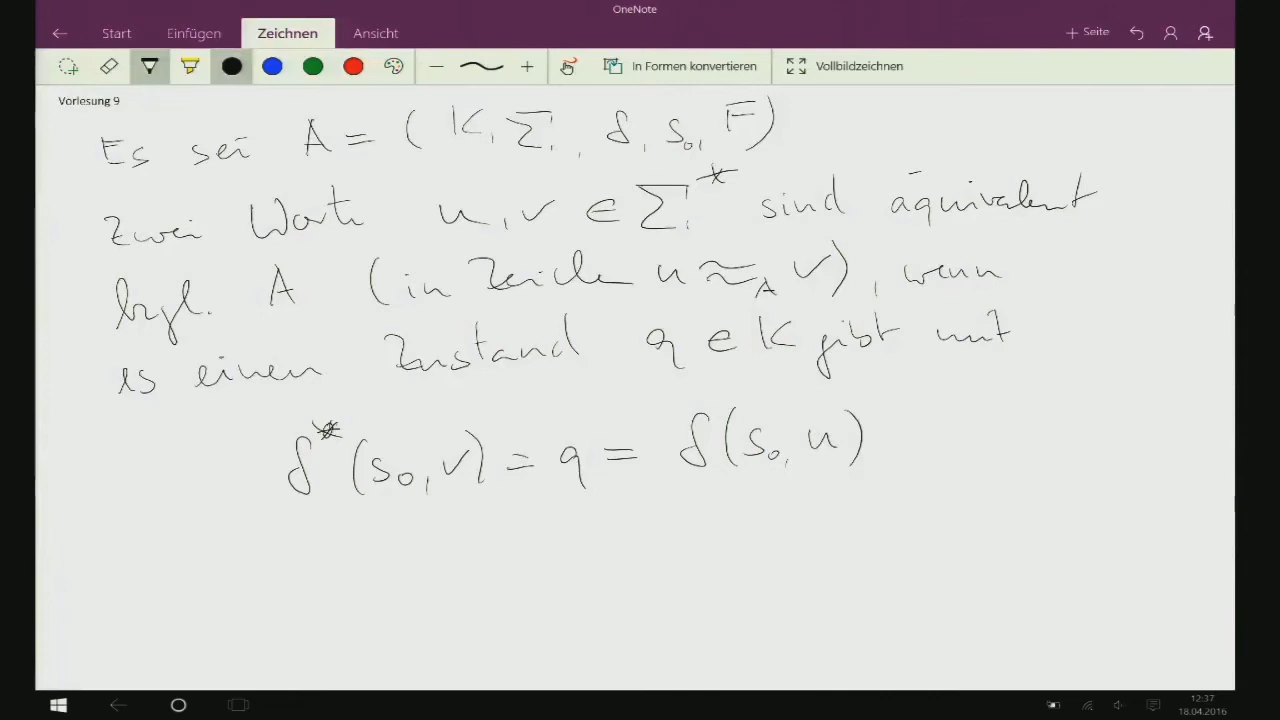 OneNote
Start Einfügen Zeichnen Ansicht + Seite
In Formen konvertieren Vollbildzeichnen
Vorlesung 9
Es sei A = (K, Σ, δ, s₀, F)
Zwei Worte u, v ∈ Σ* sind äquivalent
bzgl. A (in Zeichen u ≈_A v), wenn
es einen Zustand q ∈ K gibt mit
δ*(s₀, v) = q = δ(s₀, u)
12:37
18.04.2016